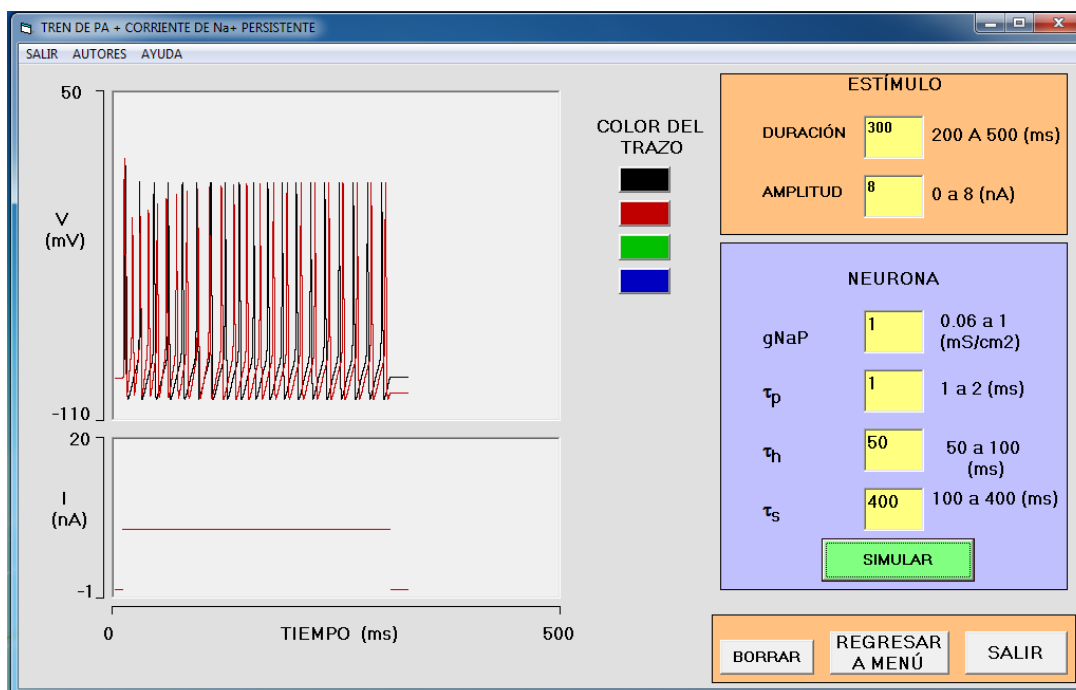 TREN DE PA + CORRIENTE DE Na+ PERSISTENTE
SALIR AUTORES AYUDA
50
V
(mV)
-110
20
I
(nA)
-1
0 TIEMPO (ms) 500
COLOR DEL
TRAZO
ESTÍMULO
DURACIÓN 300 200 A 500 (ms)
AMPLITUD 8 0 a 8 (nA)
NEURONA
gNaP 1 0.06 a 1
(mS/cm2)
τp 1 1 a 2 (ms)
τh 50 50 a 100
(ms)
τs 400 100 a 400 (ms)
SIMULAR
BORRAR
REGRESAR
A MENÚ
SALIR